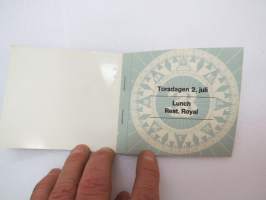 Torsdagen 2. juli
Lunch
Rest. Royal